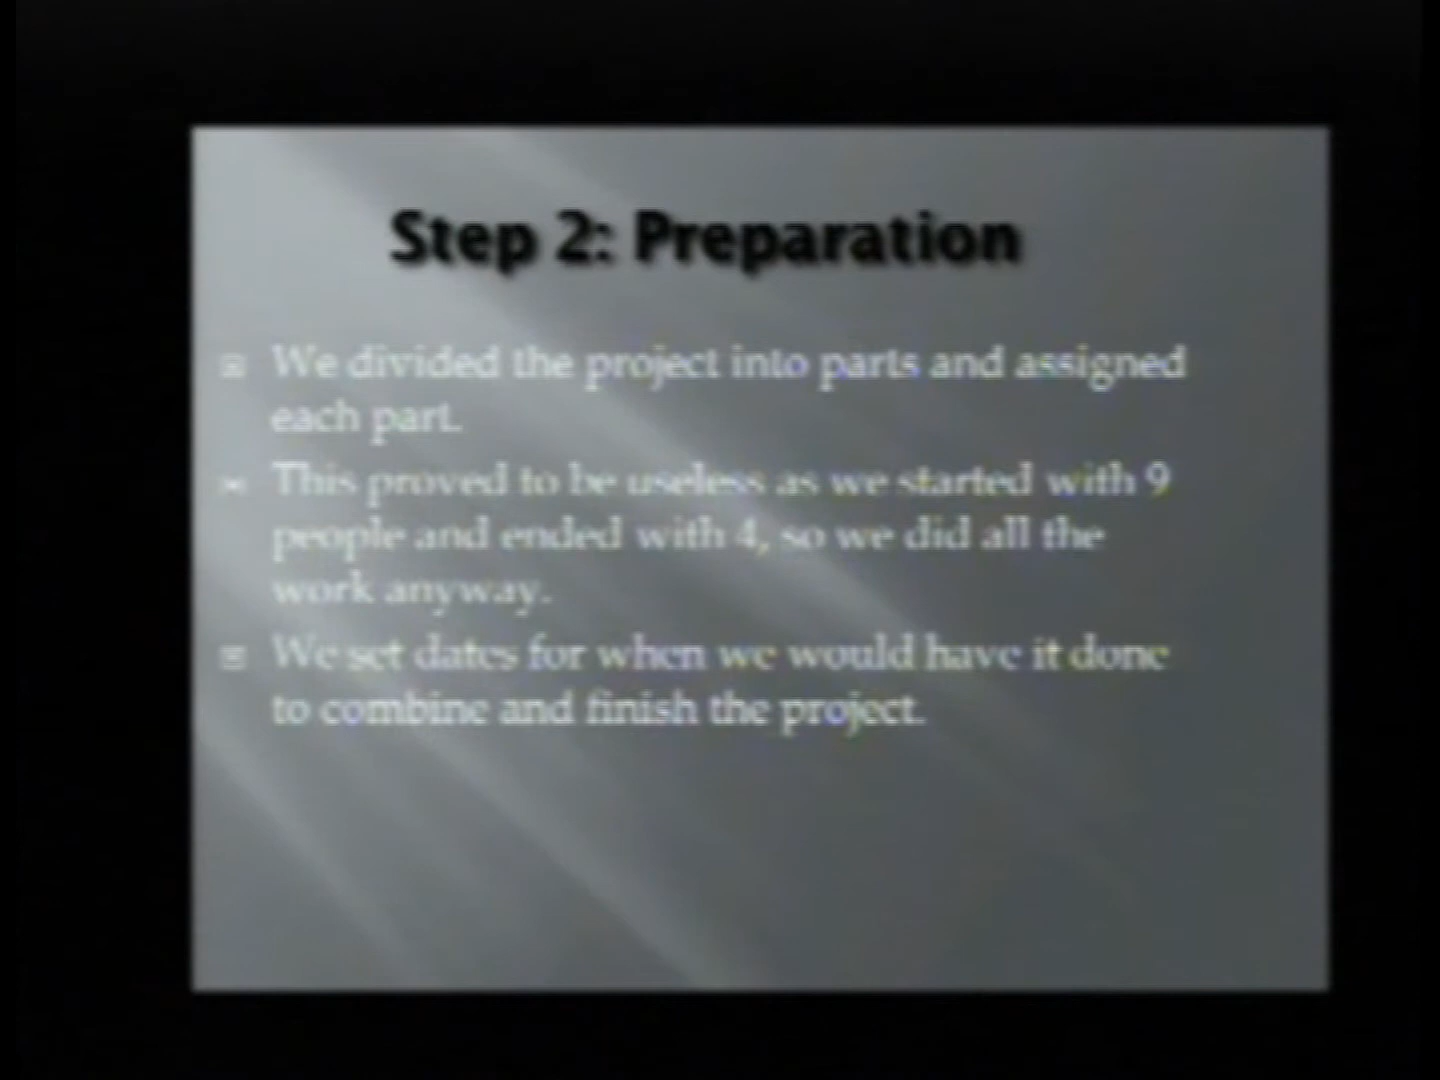 Step 2: Preparation
We divided the project into parts and assigned
each part.
This proved to be useless as we started with 9
people and ended with 4, so we did all the
work anyway.
We set dates for when we would have it done
to combine and finish the project.